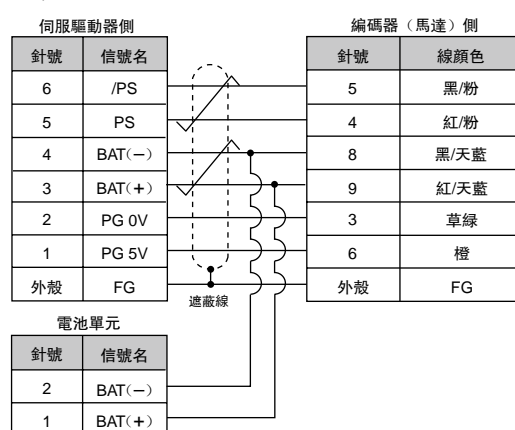 伺服驅動器側 編碼器（馬達）側
針號 信號名 針號 線顏色
6 /PS 5 黑/粉
5 PS 4 紅/粉
4 BAT(−) 8 黑/天藍
3 BAT(+) 9 紅/天藍
2 PG 0V 3 草緑
1 PG 5V 6 橙
外殼 FG 外殼 FG
遮蔽線
電池單元
針號 信號名
2 BAT(−)
1 BAT(+)